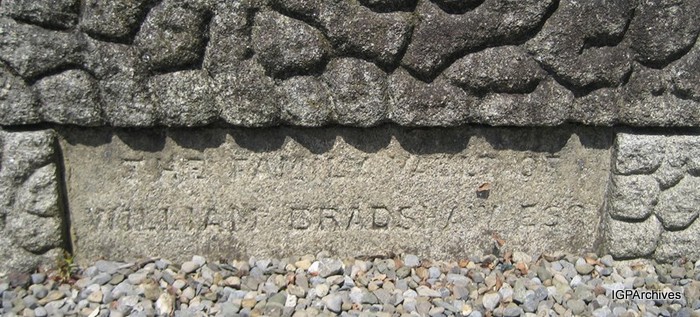 THE FAMILY VAULT OF
WILLIAM BRADSHAW ESQ
IGPArchives